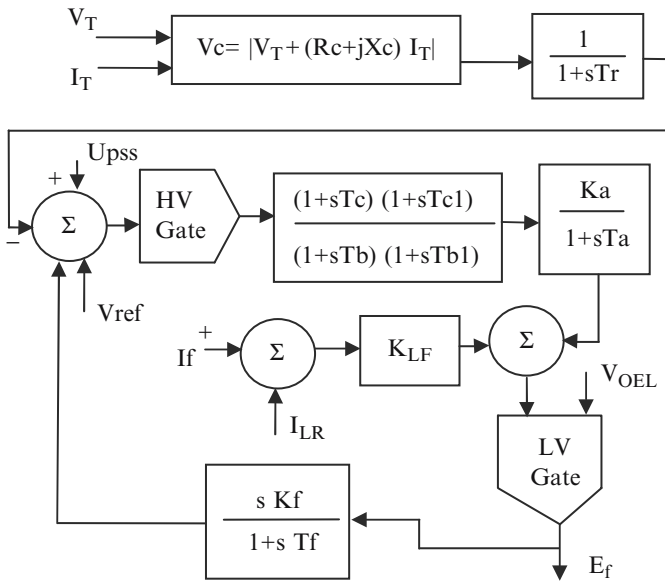 V_T
I_T
Vc= |V_T + (Rc+jXc) I_T|
1
1+sTr
+
Upss
−
Σ
Vref
HV
Gate
(1+sTc) (1+sTc1)
(1+sTb) (1+sTb1)
Ka
1+sTa
+
If
Σ
I_LR
K_LF
Σ
V_OEL
LV
Gate
s Kf
1+s Tf
E_f